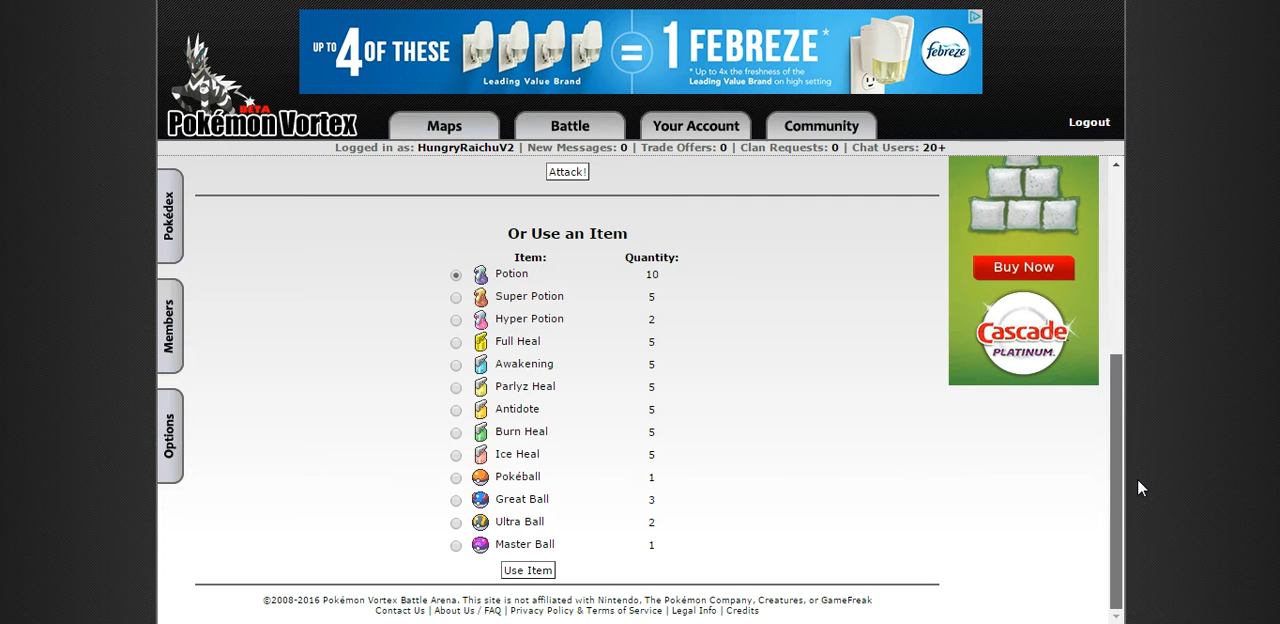 UP TO 4 OF THESE = 1 FEBREZE*
Leading Value Brand
* Up to 4x the freshness of the
Leading Value Brand on high setting
febreze
BETA
Pokémon Vortex
Maps
Battle
Your Account
Community
Logout
Logged in as: HungryRaichuV2 | New Messages: 0 | Trade Offers: 0 | Clan Requests: 0 | Chat Users: 20+
Pokédex
Members
Options
Attack!
Or Use an Item
Item: Quantity:
Potion 10
Super Potion 5
Hyper Potion 2
Full Heal 5
Awakening 5
Parlyz Heal 5
Antidote 5
Burn Heal 5
Ice Heal 5
Pokéball 1
Great Ball 3
Ultra Ball 2
Master Ball 1
Use Item
Buy Now
Cascade
PLATINUM.
©2008-2016 Pokémon Vortex Battle Arena. This site is not affiliated with Nintendo, The Pokémon Company, Creatures, or GameFreak
Contact Us | About Us / FAQ | Privacy Policy & Terms of Service | Legal Info | Credits